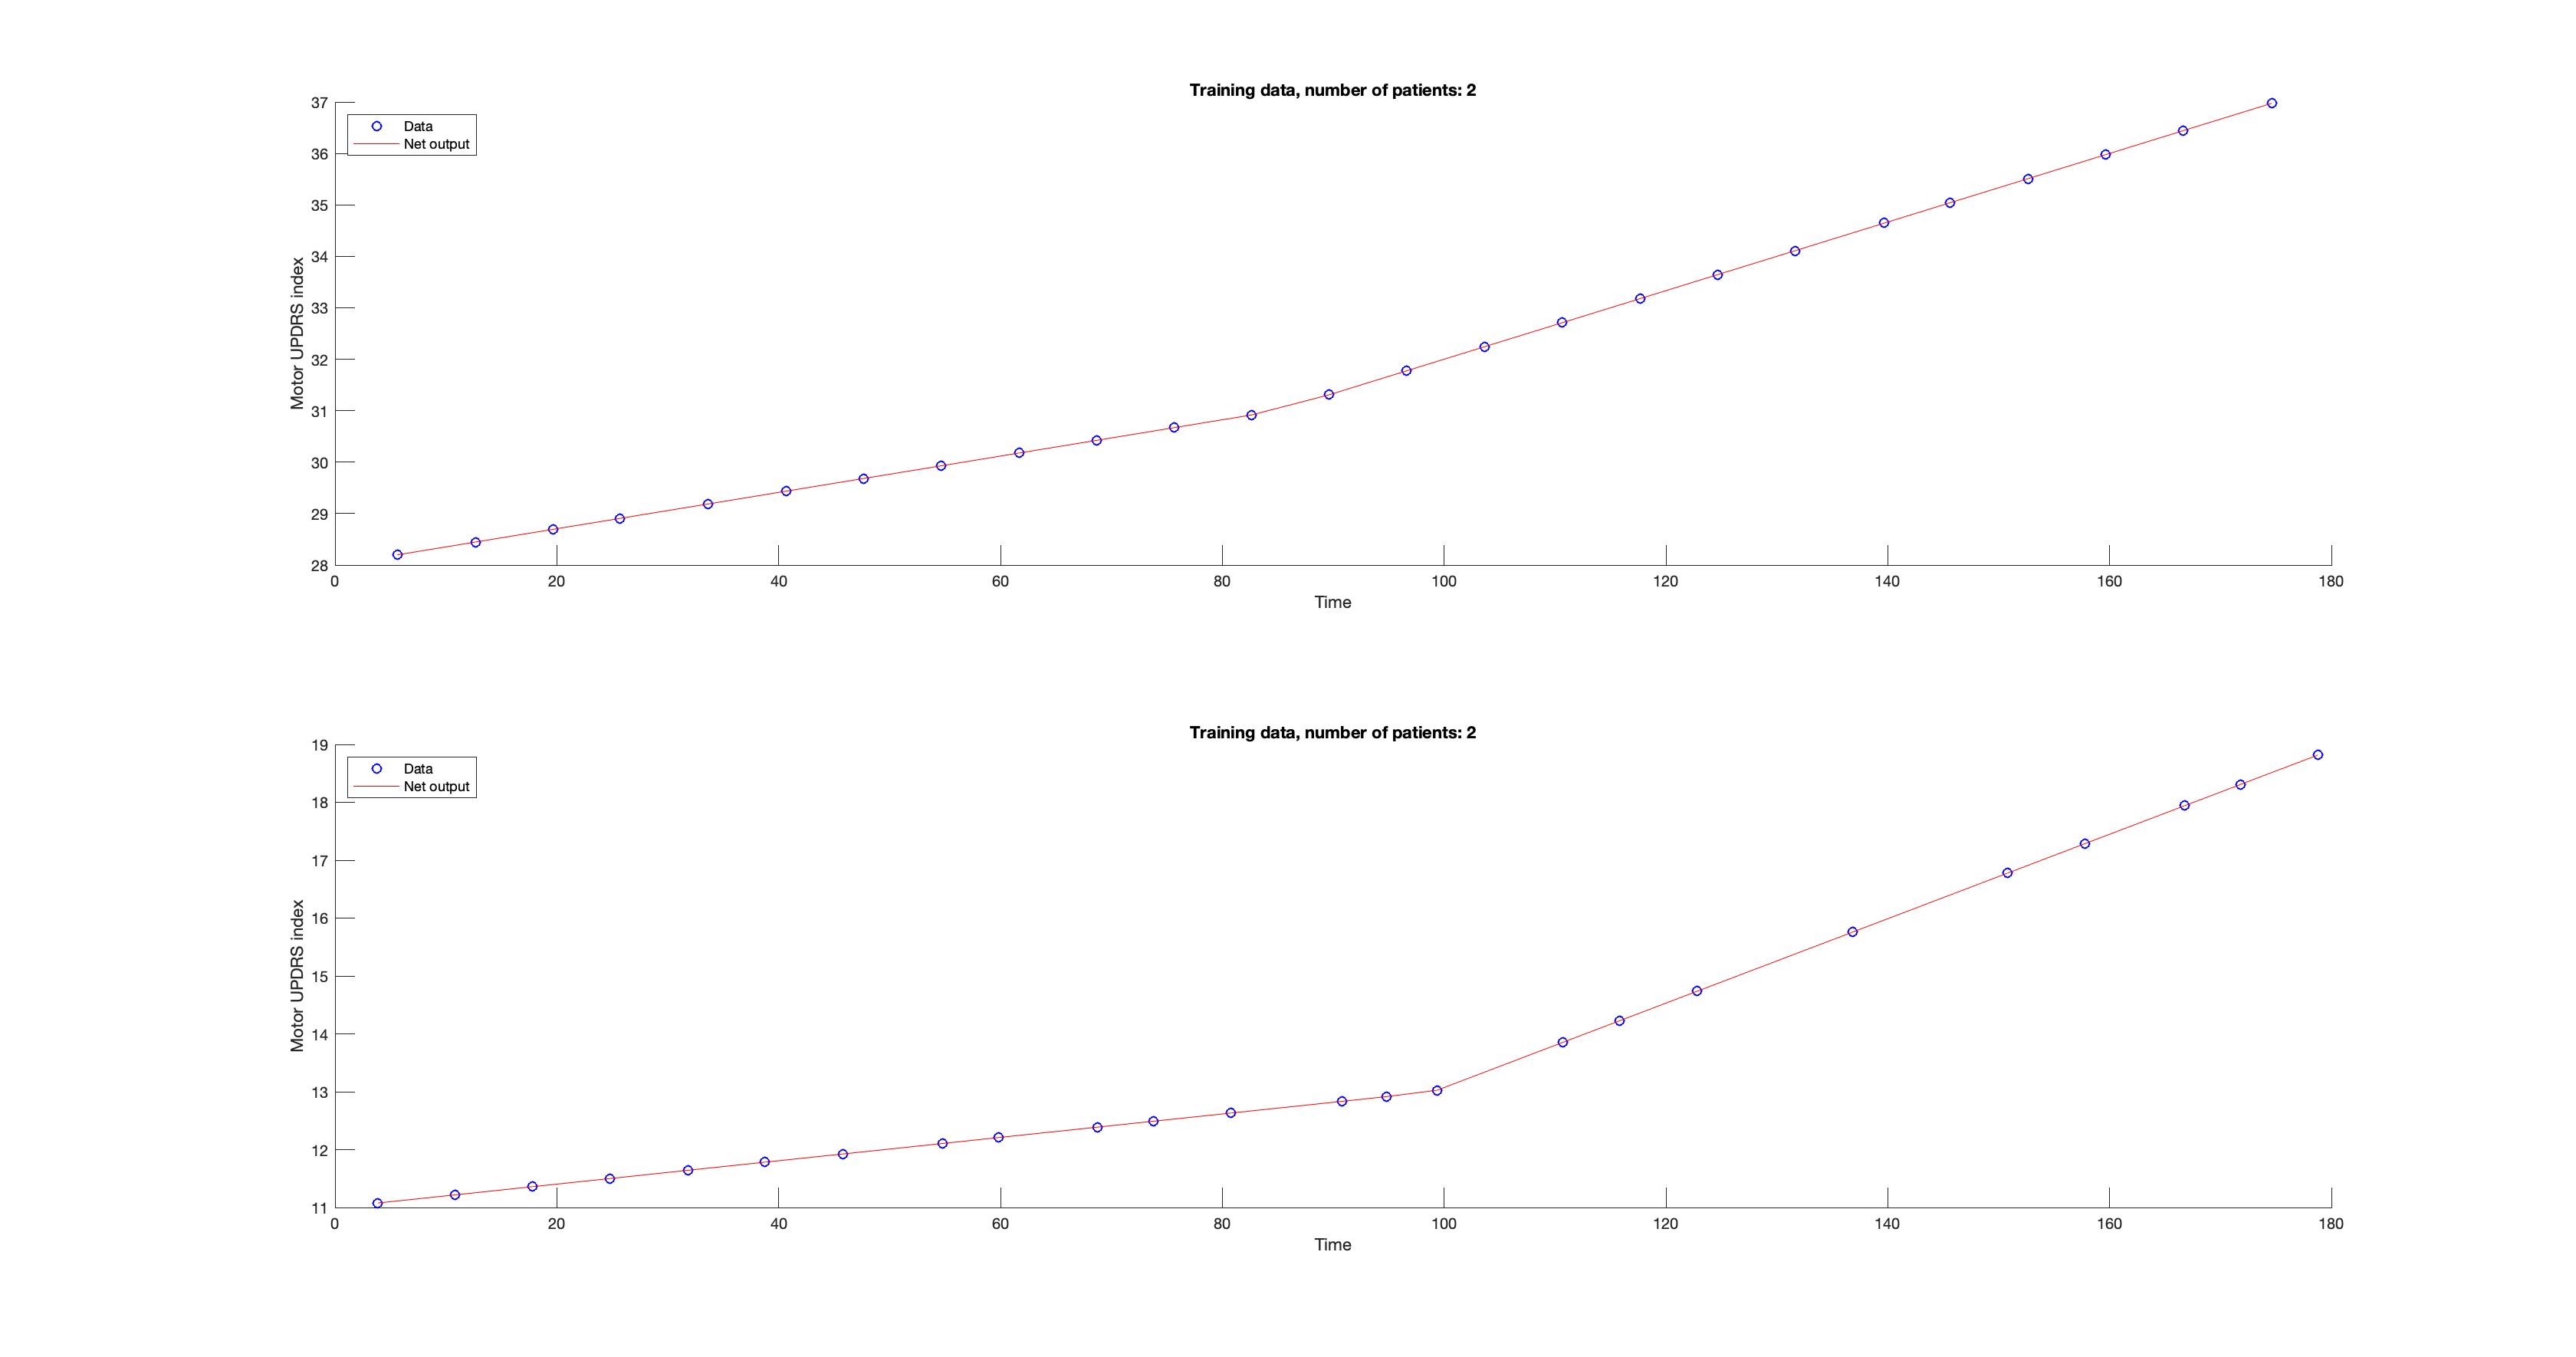 Training data, number of patients: 2
37
36
35
34
33
32
31
30
29
28
Data
Net output
Motor UPDRS index
0 20 40 60 80 100 120 140 160 180
Time
Training data, number of patients: 2
19
18
17
16
15
14
13
12
11
Data
Net output
Motor UPDRS index
0 20 40 60 80 100 120 140 160 180
Time